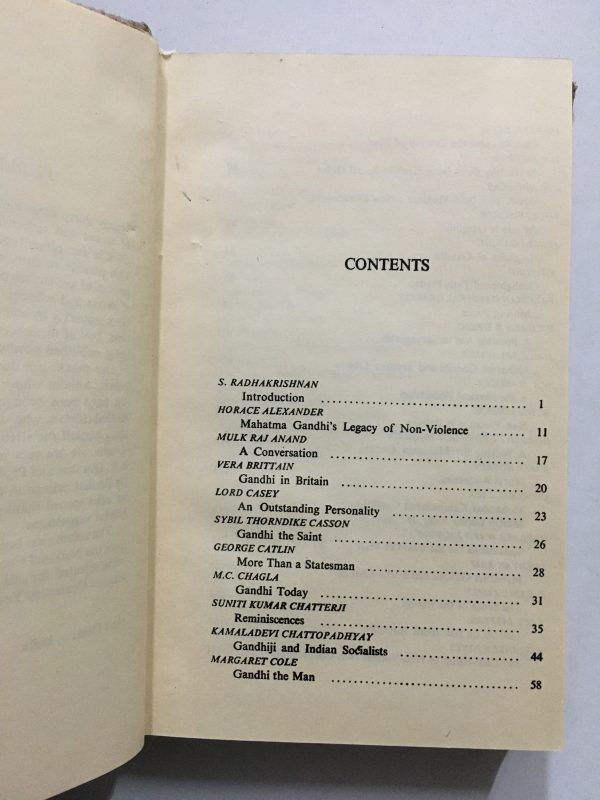 CONTENTS
S. RADHAKRISHNAN
Introduction .................................... 1
HORACE ALEXANDER
Mahatma Gandhi's Legacy of Non-Violence ........ 11
MULK RAJ ANAND
A Conversation .................................. 17
VERA BRITTAIN
Gandhi in Britain ................................ 20
LORD CASEY
An Outstanding Personality ....................... 23
SYBIL THORNDIKE CASSON
Gandhi the Saint ................................. 26
GEORGE CATLIN
More Than a Statesman ........................... 28
M.C. CHAGLA
Gandhi Today .................................... 31
SUNITI KUMAR CHATTERJI
Reminiscences ................................... 35
KAMALADEVI CHATTOPADHYAY
Gandhiji and Indian Socialists ...................... 44
MARGARET COLE
Gandhi the Man ................................. 58